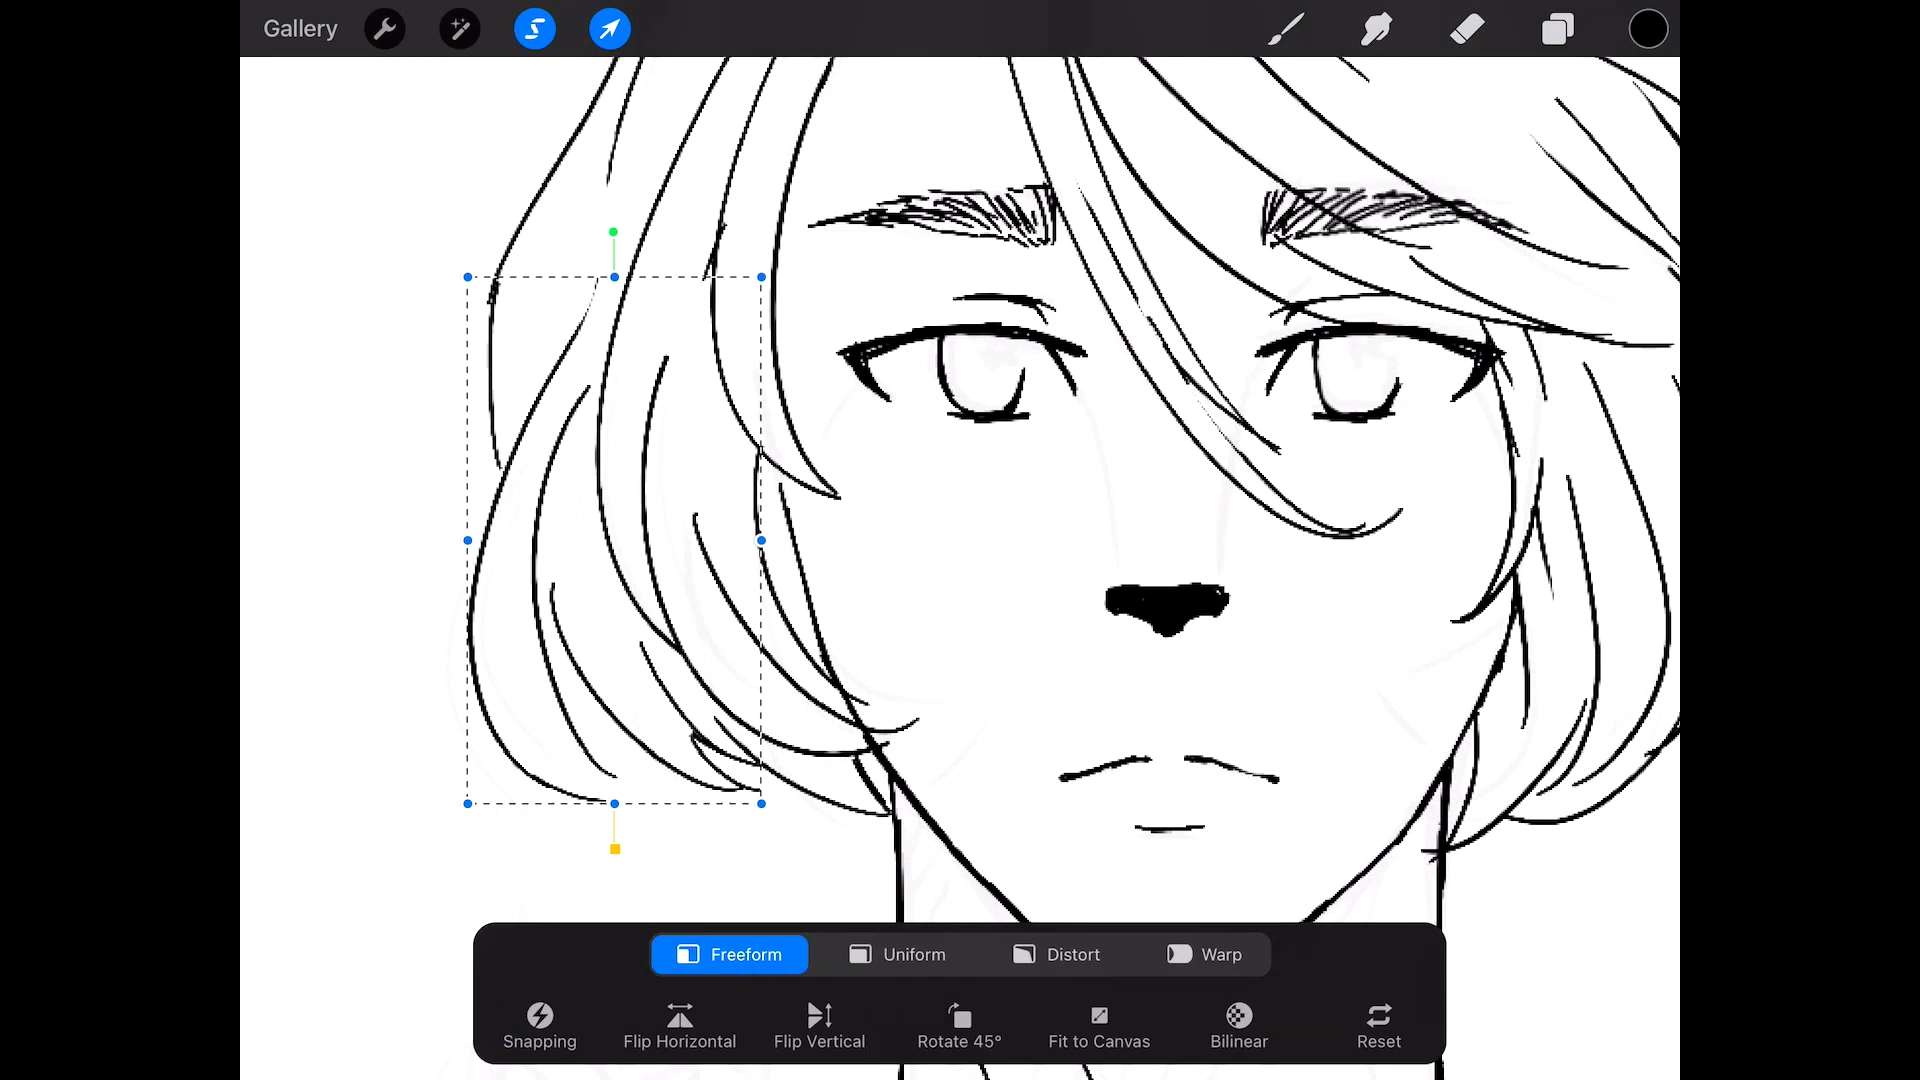 Gallery
Freeform Uniform Distort Warp
Snapping Flip Horizontal Flip Vertical Rotate 45° Fit to Canvas Bilinear Reset